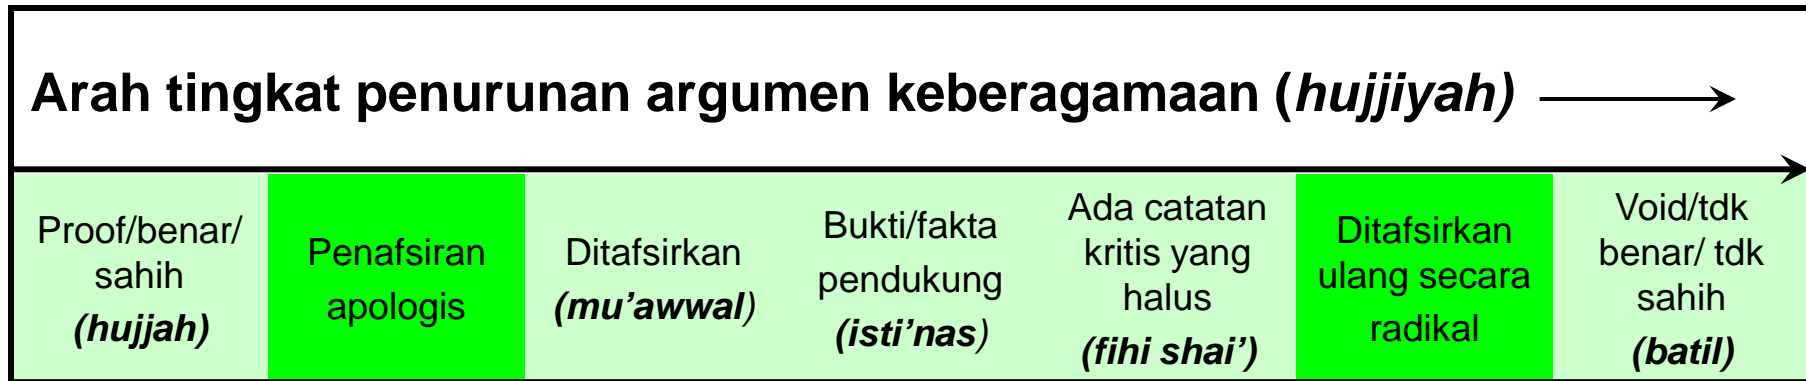 Arah tingkat penurunan argumen keberagamaan (hujjiyah)
Proof/benar/
sahih
(hujjah)
Penafsiran
apologis
Ditafsirkan
(mu’awwal)
Bukti/fakta
pendukung
(isti’nas)
Ada catatan
kritis yang
halus
(fihi shai’)
Ditafsirkan
ulang secara
radikal
Void/tdk
benar/ tdk
sahih
(batil)